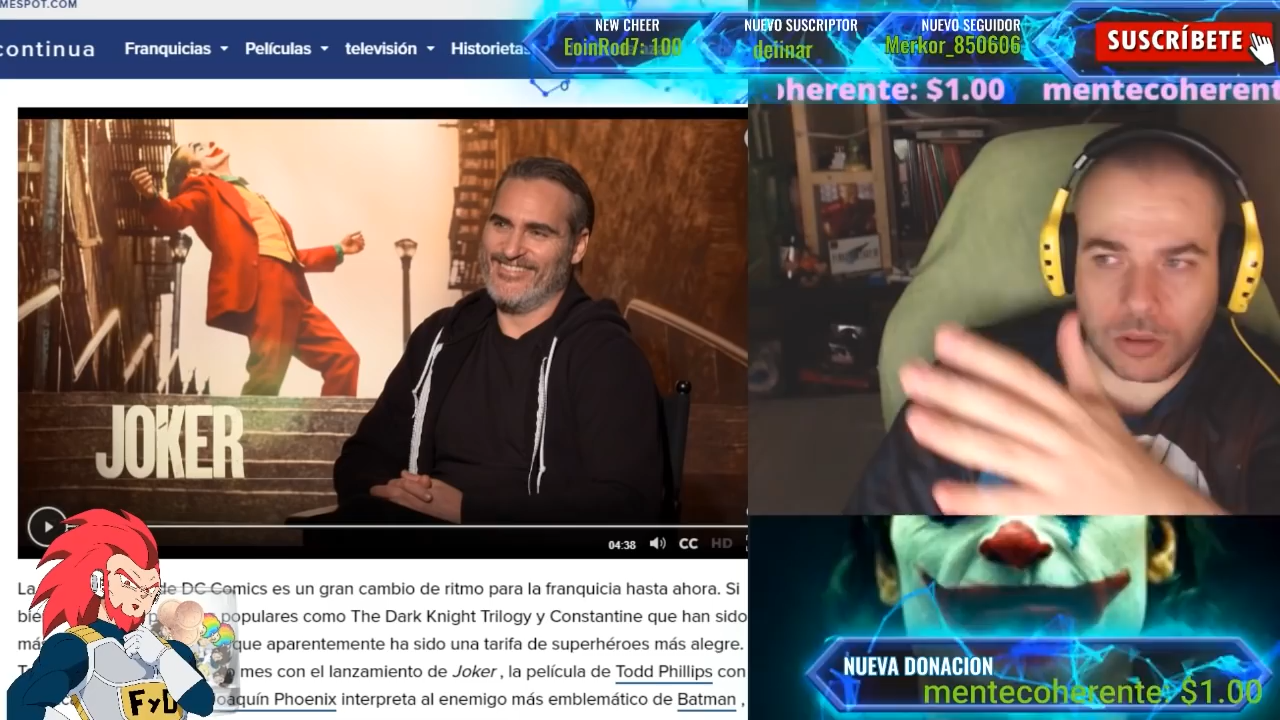 MESPOT.COM
continua Franquicias Películas televisión Historietas
NEW CHEER
EoinRod7: 100
NUEVO SUSCRIPTOR
delinar
NUEVO SEGUIDOR
Merkor_850606
SUSCRÍBETE
herente: $1.00 mentecoherent
JOKER
04:38 CC HD
La de DC Comics es un gran cambio de ritmo para la franquicia hasta ahora. Si
bie populares como The Dark Knight Trilogy y Constantine que han sido
má que aparentemente ha sido una tarifa de superhéroes más alegre.
mes con el lanzamiento de Joker , la película de Todd Phillips con
oaquín Phoenix interpreta al enemigo más emblemático de Batman ,
FyD
NUEVA DONACION
mentecoherente: $1.00